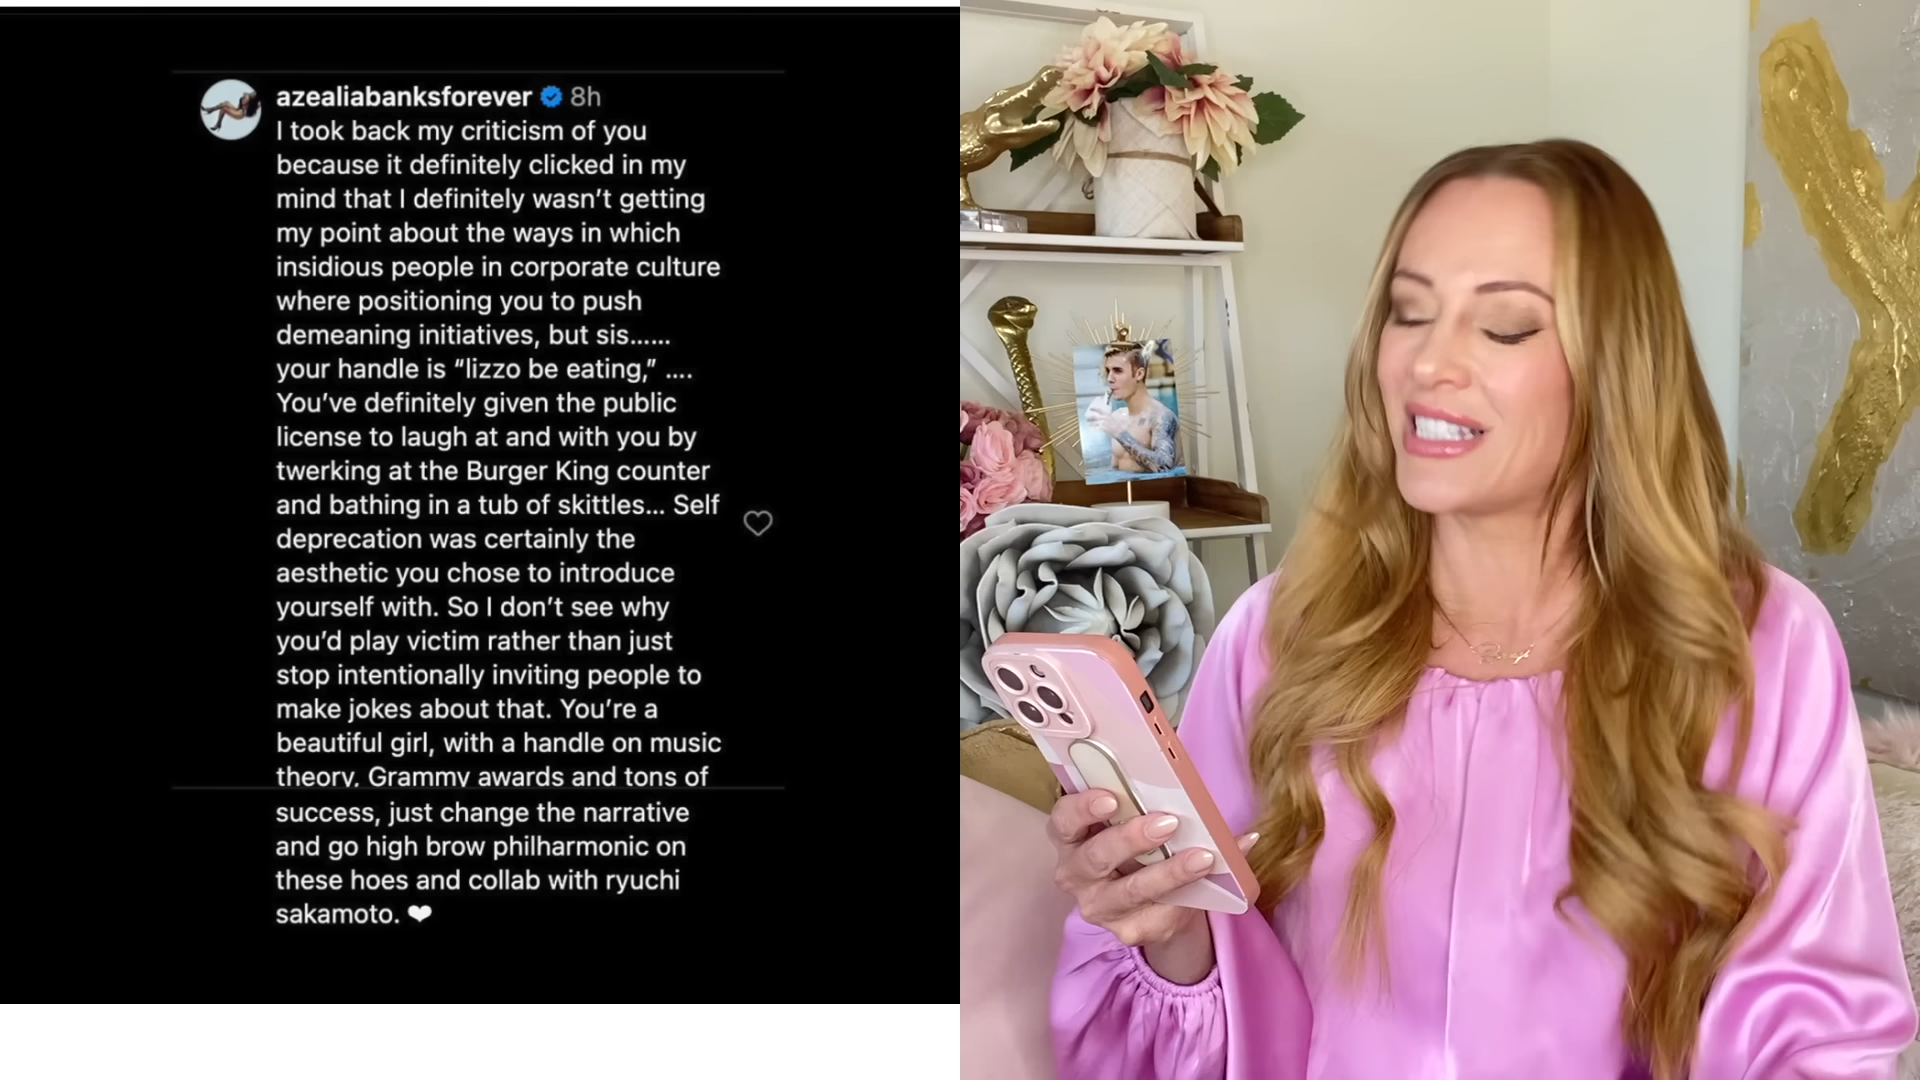 azealiabanksforever 8h
I took back my criticism of you
because it definitely clicked in my
mind that I definitely wasn’t getting
my point about the ways in which
insidious people in corporate culture
where positioning you to push
demeaning initiatives, but sis......
your handle is “lizzo be eating,” ....
You’ve definitely given the public
license to laugh at and with you by
twerking at the Burger King counter
and bathing in a tub of skittles... Self
deprecation was certainly the
aesthetic you chose to introduce
yourself with. So I don’t see why
you’d play victim rather than just
stop intentionally inviting people to
make jokes about that. You’re a
beautiful girl, with a handle on music
theory, Grammy awards and tons of
success, just change the narrative
and go high brow philharmonic on
these hoes and collab with ryuchi
sakamoto. ❤